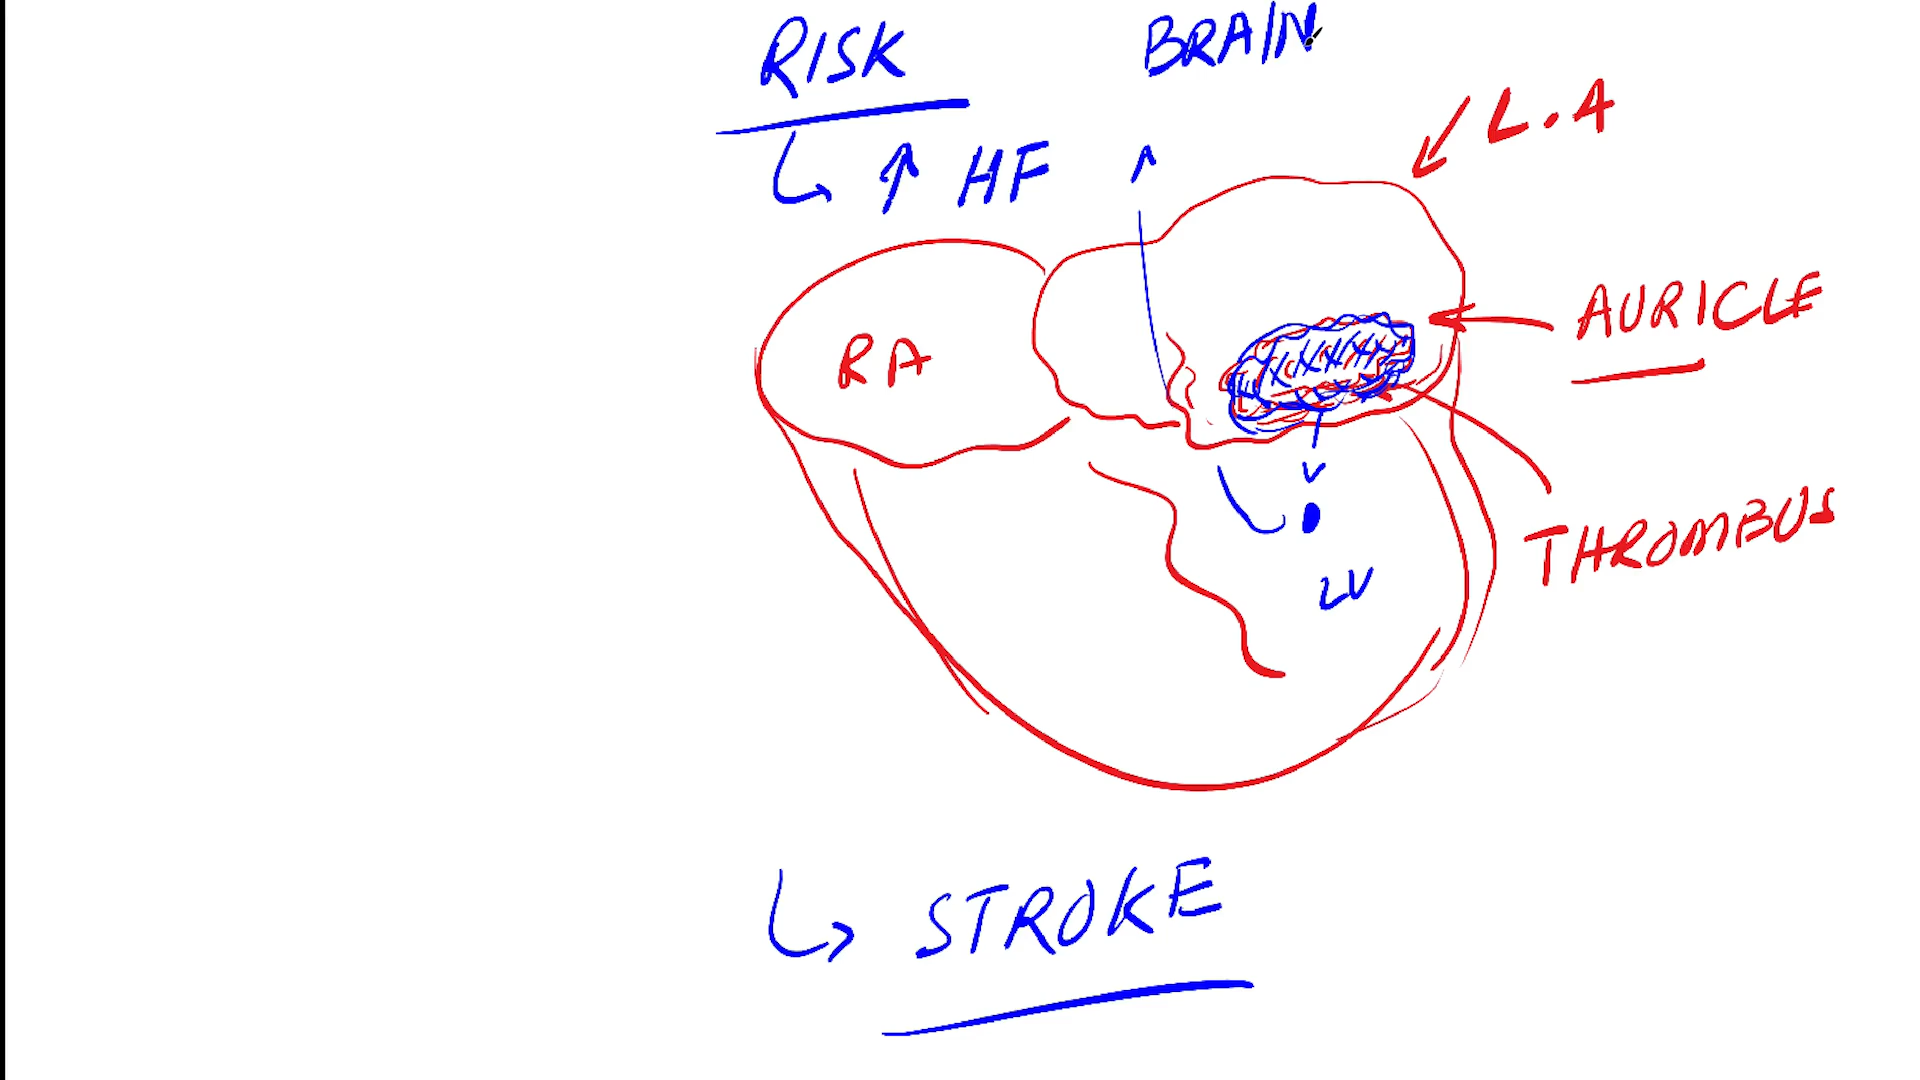 RISK
BRAIN
↑ HF
L.A
AURICLE
RA
THROMBUS
LV
STROKE